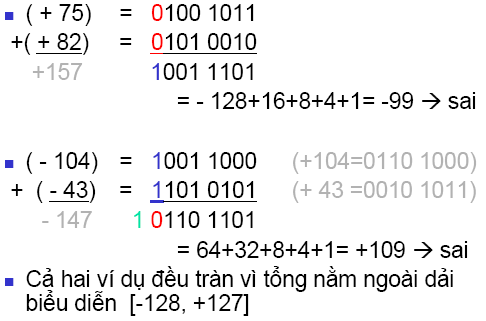 ▪ ( + 75) = 0100 1011
+( + 82) = 0101 0010
+157 1001 1101
= - 128+16+8+4+1= -99 → sai
▪ ( - 104) = 1001 1000 (+104=0110 1000)
+ ( - 43) = 1101 0101 (+ 43 =0010 1011)
- 147 1 0110 1101
= 64+32+8+4+1= +109 → sai
▪ Cả hai ví dụ đều tràn vì tổng nằm ngoài dải
biểu diễn [-128, +127]